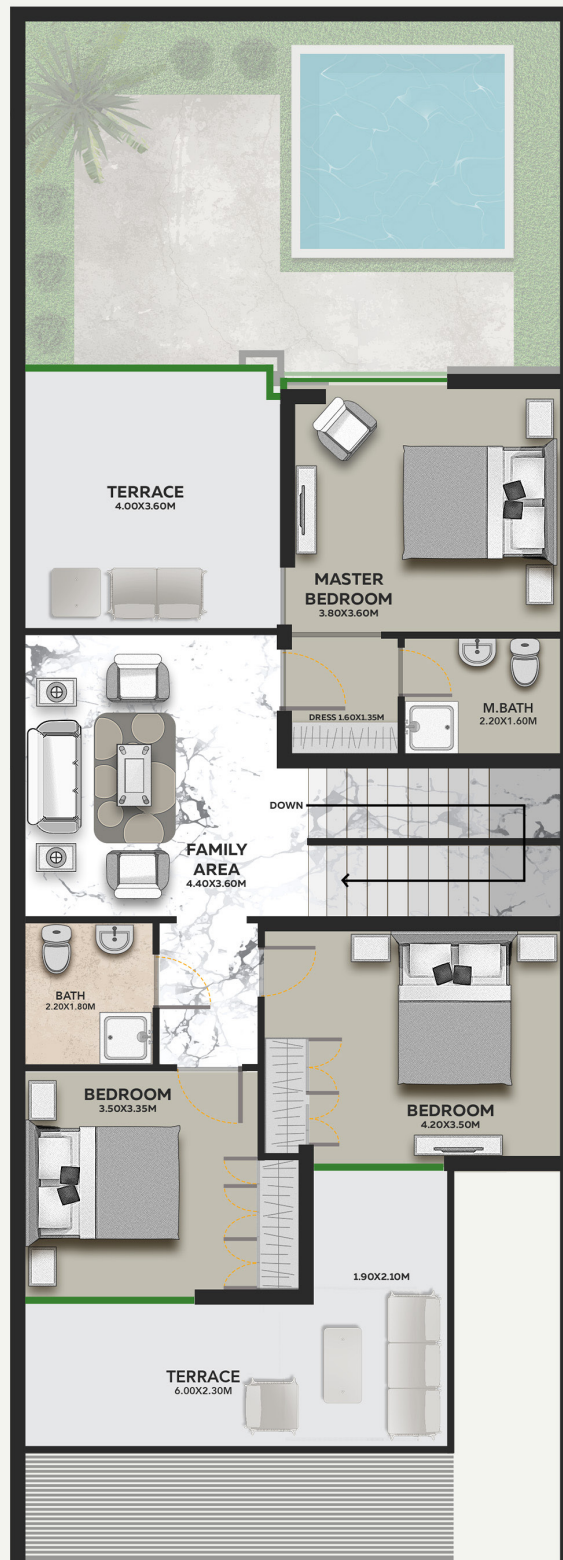 TERRACE
4.00X3.60M
MASTER
BEDROOM
3.80X3.60M
DRESS 1.60X1.35M
M.BATH
2.20X1.60M
DOWN
FAMILY
AREA
4.40X3.60M
BATH
2.20X1.80M
BEDROOM
3.50X3.35M
BEDROOM
4.20X3.50M
1.90X2.10M
TERRACE
6.00X2.30M